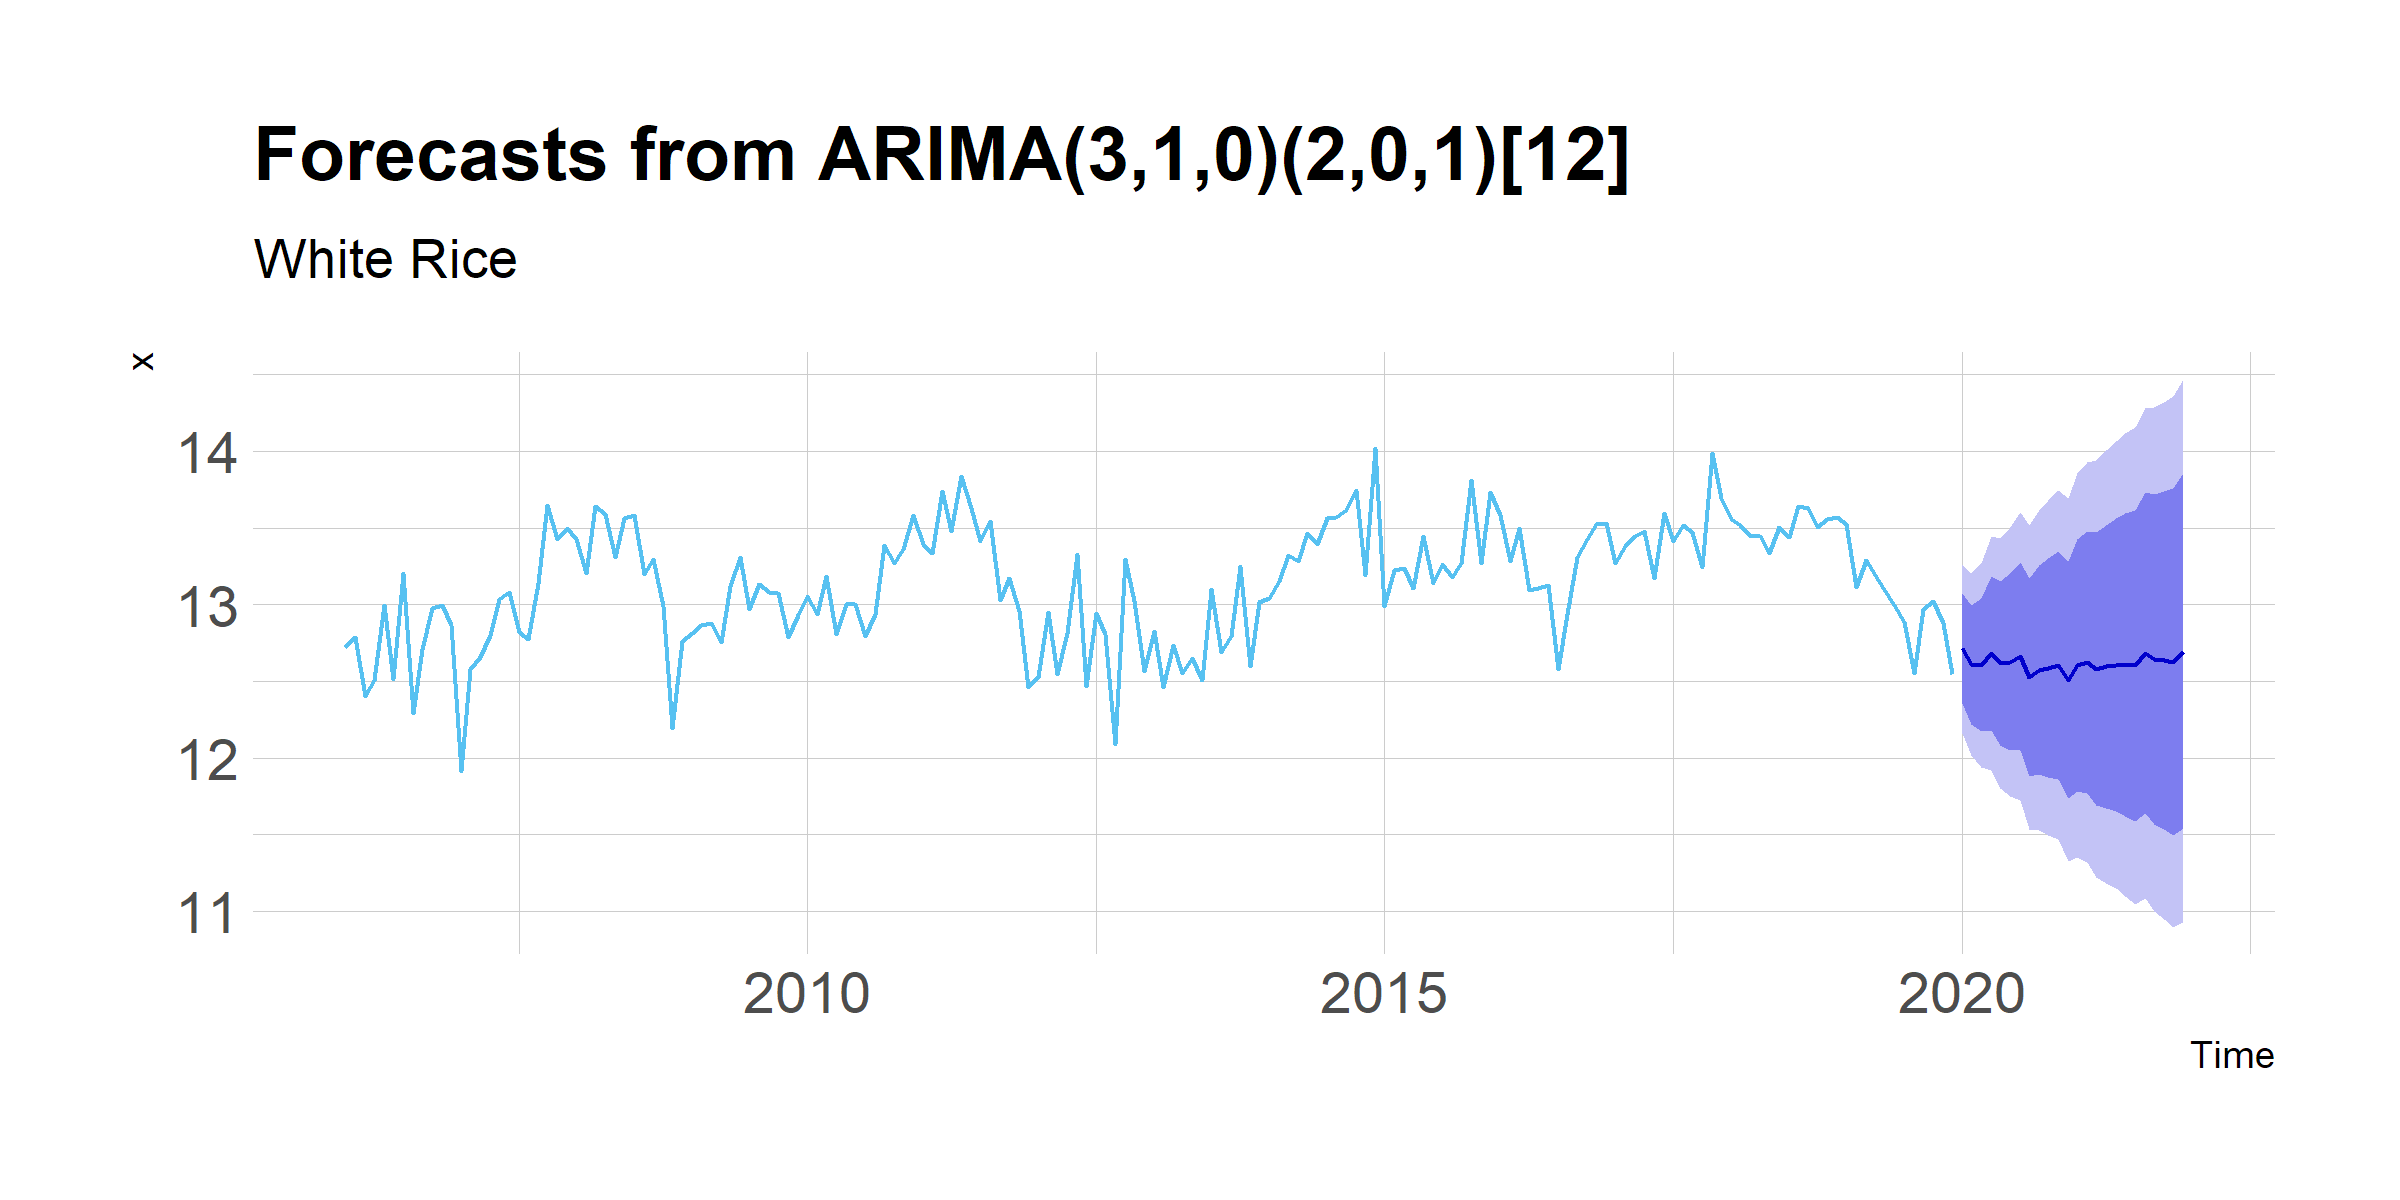 Forecasts from ARIMA(3,1,0)(2,0,1)[12]
White Rice
x
14
13
12
11
2010 2015 2020
Time